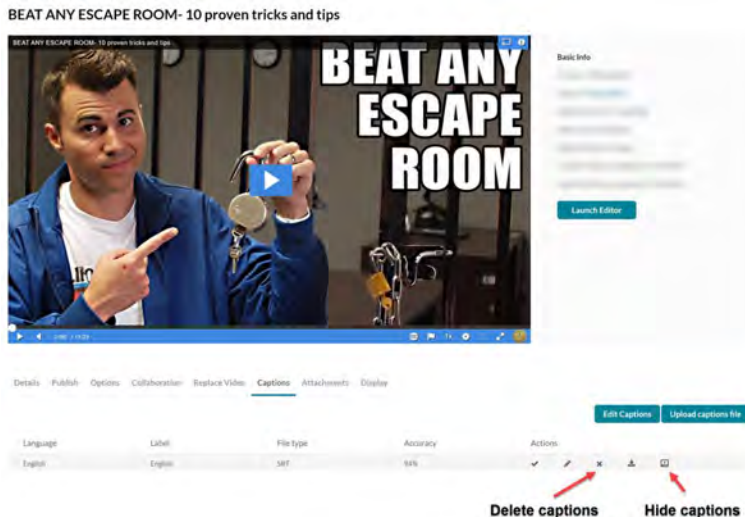 BEAT ANY ESCAPE ROOM- 10 proven tricks and tips
BEAT ANY ESCAPE ROOM- 10 proven tricks and tips
BEAT ANY
ESCAPE
ROOM
Basic Info
Launch Editor
Details Publish Options Collaboration Replace Video Captions Attachments Display
Edit Captions Upload captions file
Language Label File type Accuracy Actions
English English SRT
Delete captions Hide captions